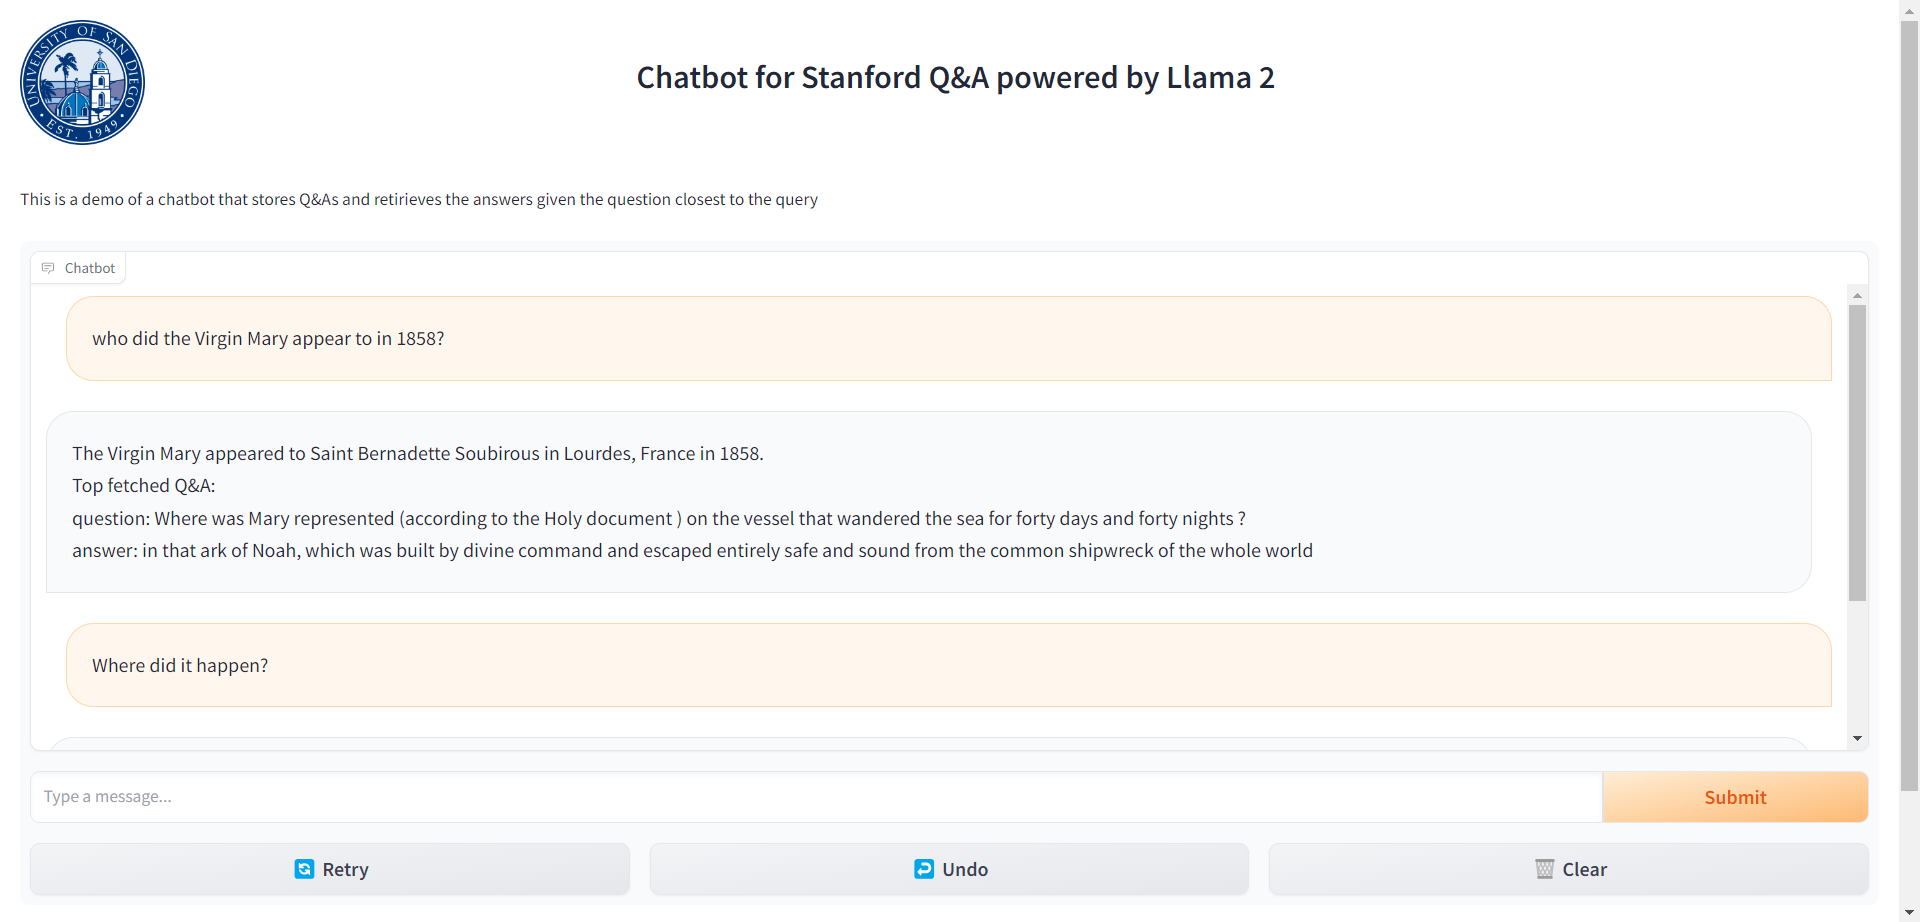 UNIVERSITY OF SAN DIEGO
EST. 1949
Chatbot for Stanford Q&A powered by Llama 2
This is a demo of a chatbot that stores Q&As and retirieves the answers given the question closest to the query
Chatbot
who did the Virgin Mary appear to in 1858?
The Virgin Mary appeared to Saint Bernadette Soubirous in Lourdes, France in 1858.
Top fetched Q&A:
question: Where was Mary represented (according to the Holy document ) on the vessel that wandered the sea for forty days and forty nights ?
answer: in that ark of Noah, which was built by divine command and escaped entirely safe and sound from the common shipwreck of the whole world
Where did it happen?
Type a message...
Submit
Retry
Undo
Clear